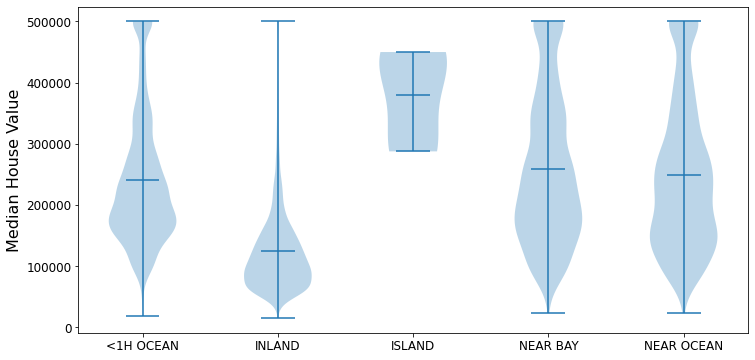 Median House Value
500000
400000
300000
200000
100000
0
<1H OCEAN
INLAND
ISLAND
NEAR BAY
NEAR OCEAN